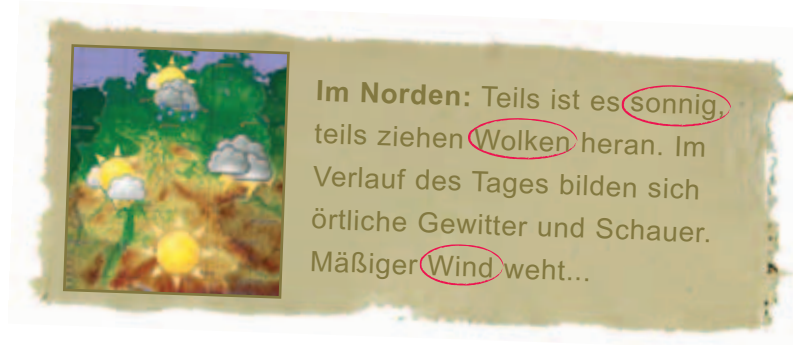 Im Norden: Teils ist es sonnig,
teils ziehen Wolken heran. Im
Verlauf des Tages bilden sich
örtliche Gewitter und Schauer.
Mäßiger Wind weht...